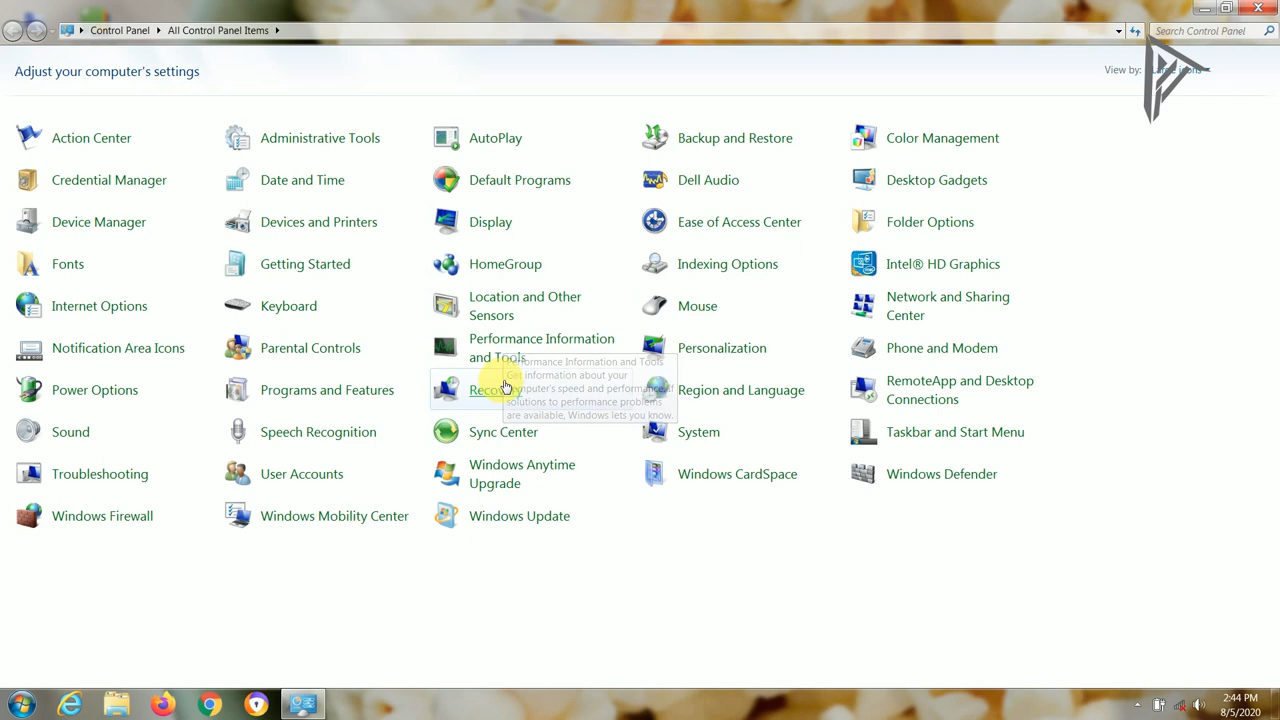 Control Panel All Control Panel Items
Search Control Panel
Adjust your computer's settings
View by: Large icons
Action Center
Administrative Tools
AutoPlay
Backup and Restore
Color Management
Credential Manager
Date and Time
Default Programs
Dell Audio
Desktop Gadgets
Device Manager
Devices and Printers
Display
Ease of Access Center
Folder Options
Fonts
Getting Started
HomeGroup
Indexing Options
Intel® HD Graphics
Internet Options
Keyboard
Location and Other
Sensors
Mouse
Network and Sharing
Center
Notification Area Icons
Parental Controls
Performance Information
and Tools
Personalization
Phone and Modem
Power Options
Programs and Features
Recovery
Region and Language
RemoteApp and Desktop
Connections
Performance Information and Tools
Get information about your
computer's speed and performance. If
solutions to performance problems
are available, Windows lets you know.
Sound
Speech Recognition
Sync Center
System
Taskbar and Start Menu
Troubleshooting
User Accounts
Windows Anytime
Upgrade
Windows CardSpace
Windows Defender
Windows Firewall
Windows Mobility Center
Windows Update
2:44 PM
8/5/2020